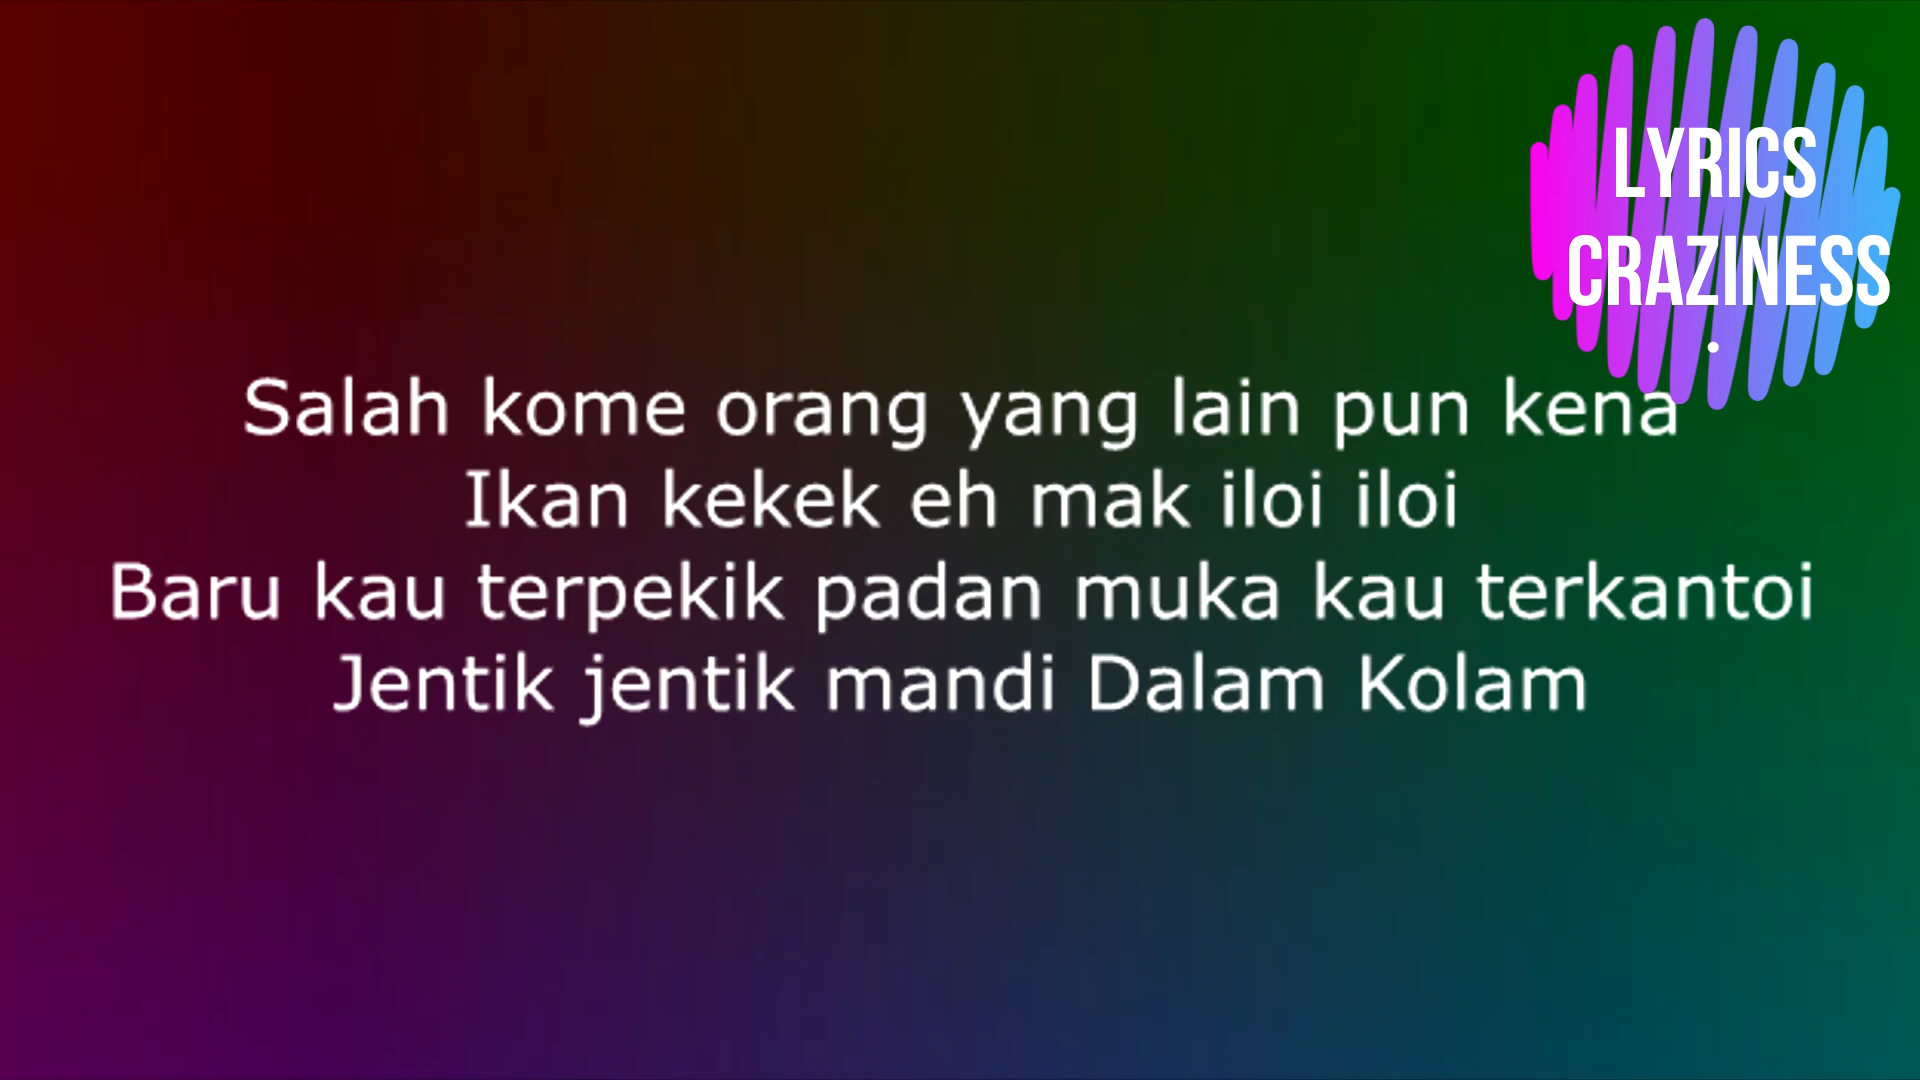 LYRICS
CRAZINESS
Salah kome orang yang lain pun kena
Ikan kekek eh mak iloi iloi
Baru kau terpekik padan muka kau terkantoi
Jentik jentik mandi Dalam Kolam